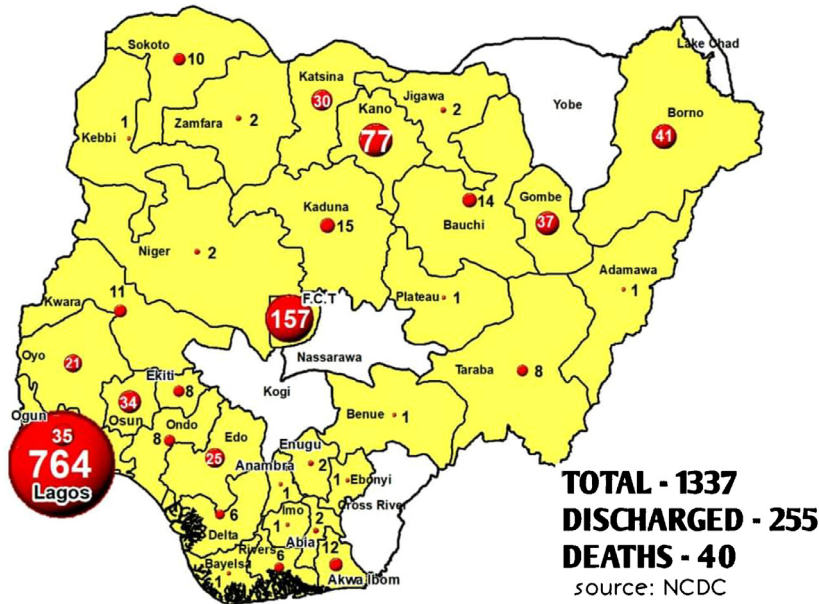 Sokoto
10
Katsina
30
Kano
77
Jigawa
2
Yobe
Lake Chad
Borno
41
Kebbi
1
Zamfara
2
Kaduna
15
14
Bauchi
Gombe
37
Niger
2
Adamawa
1
Kwara
11
F.C.T
157
Plateau
1
Nassarawa
Oyo
21
Ekiti
8
Kogi
Taraba
8
34
Osun
Ondo
8
Benue
1
Ogun
35
764
Lagos
Edo
25
Enugu
2
Anambra
1
1
Ebonyi
Cross River
6
Delta
Imo
1
2
Abia
Rivers
6
12
Akwa Ibom
Bayelsa
1
TOTAL - 1337
DISCHARGED - 255
DEATHS - 40
source: NCDC